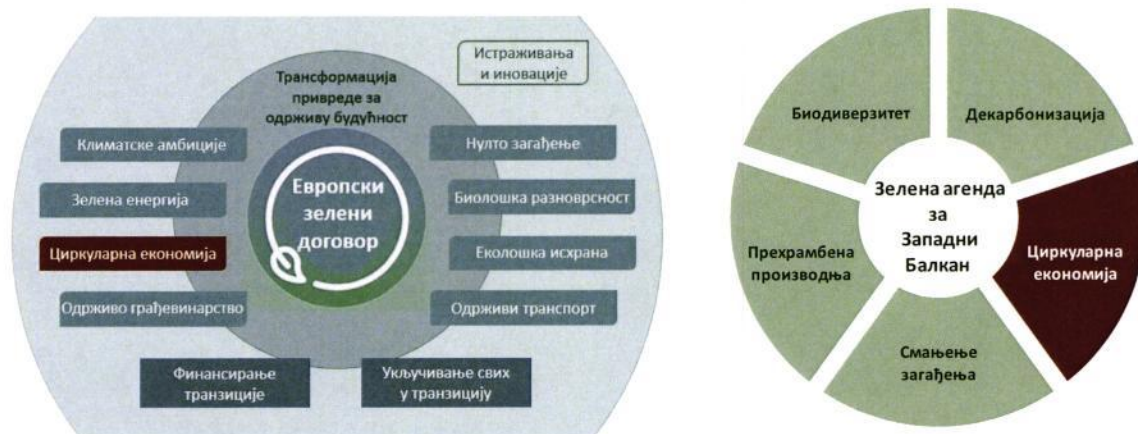 Истраживања
и иновације
Трансформација
привреде за
одрживу будућност
Климатске амбиције
Зелена енергија
Циркуларна економија
Одрживо грађевинарство
Европски
зелени
договор
Нулто загађење
Биолошка разноврсност
Еколошка исхрана
Одрживи транспорт
Финансирање
транзиције
Укључивање свих
у транзицију
Биодиверзитет
Декарбонизација
Зелена агенда
за
Западни
Балкан
Прехрамбена
производња
Циркуларна
економија
Смањење
загађења